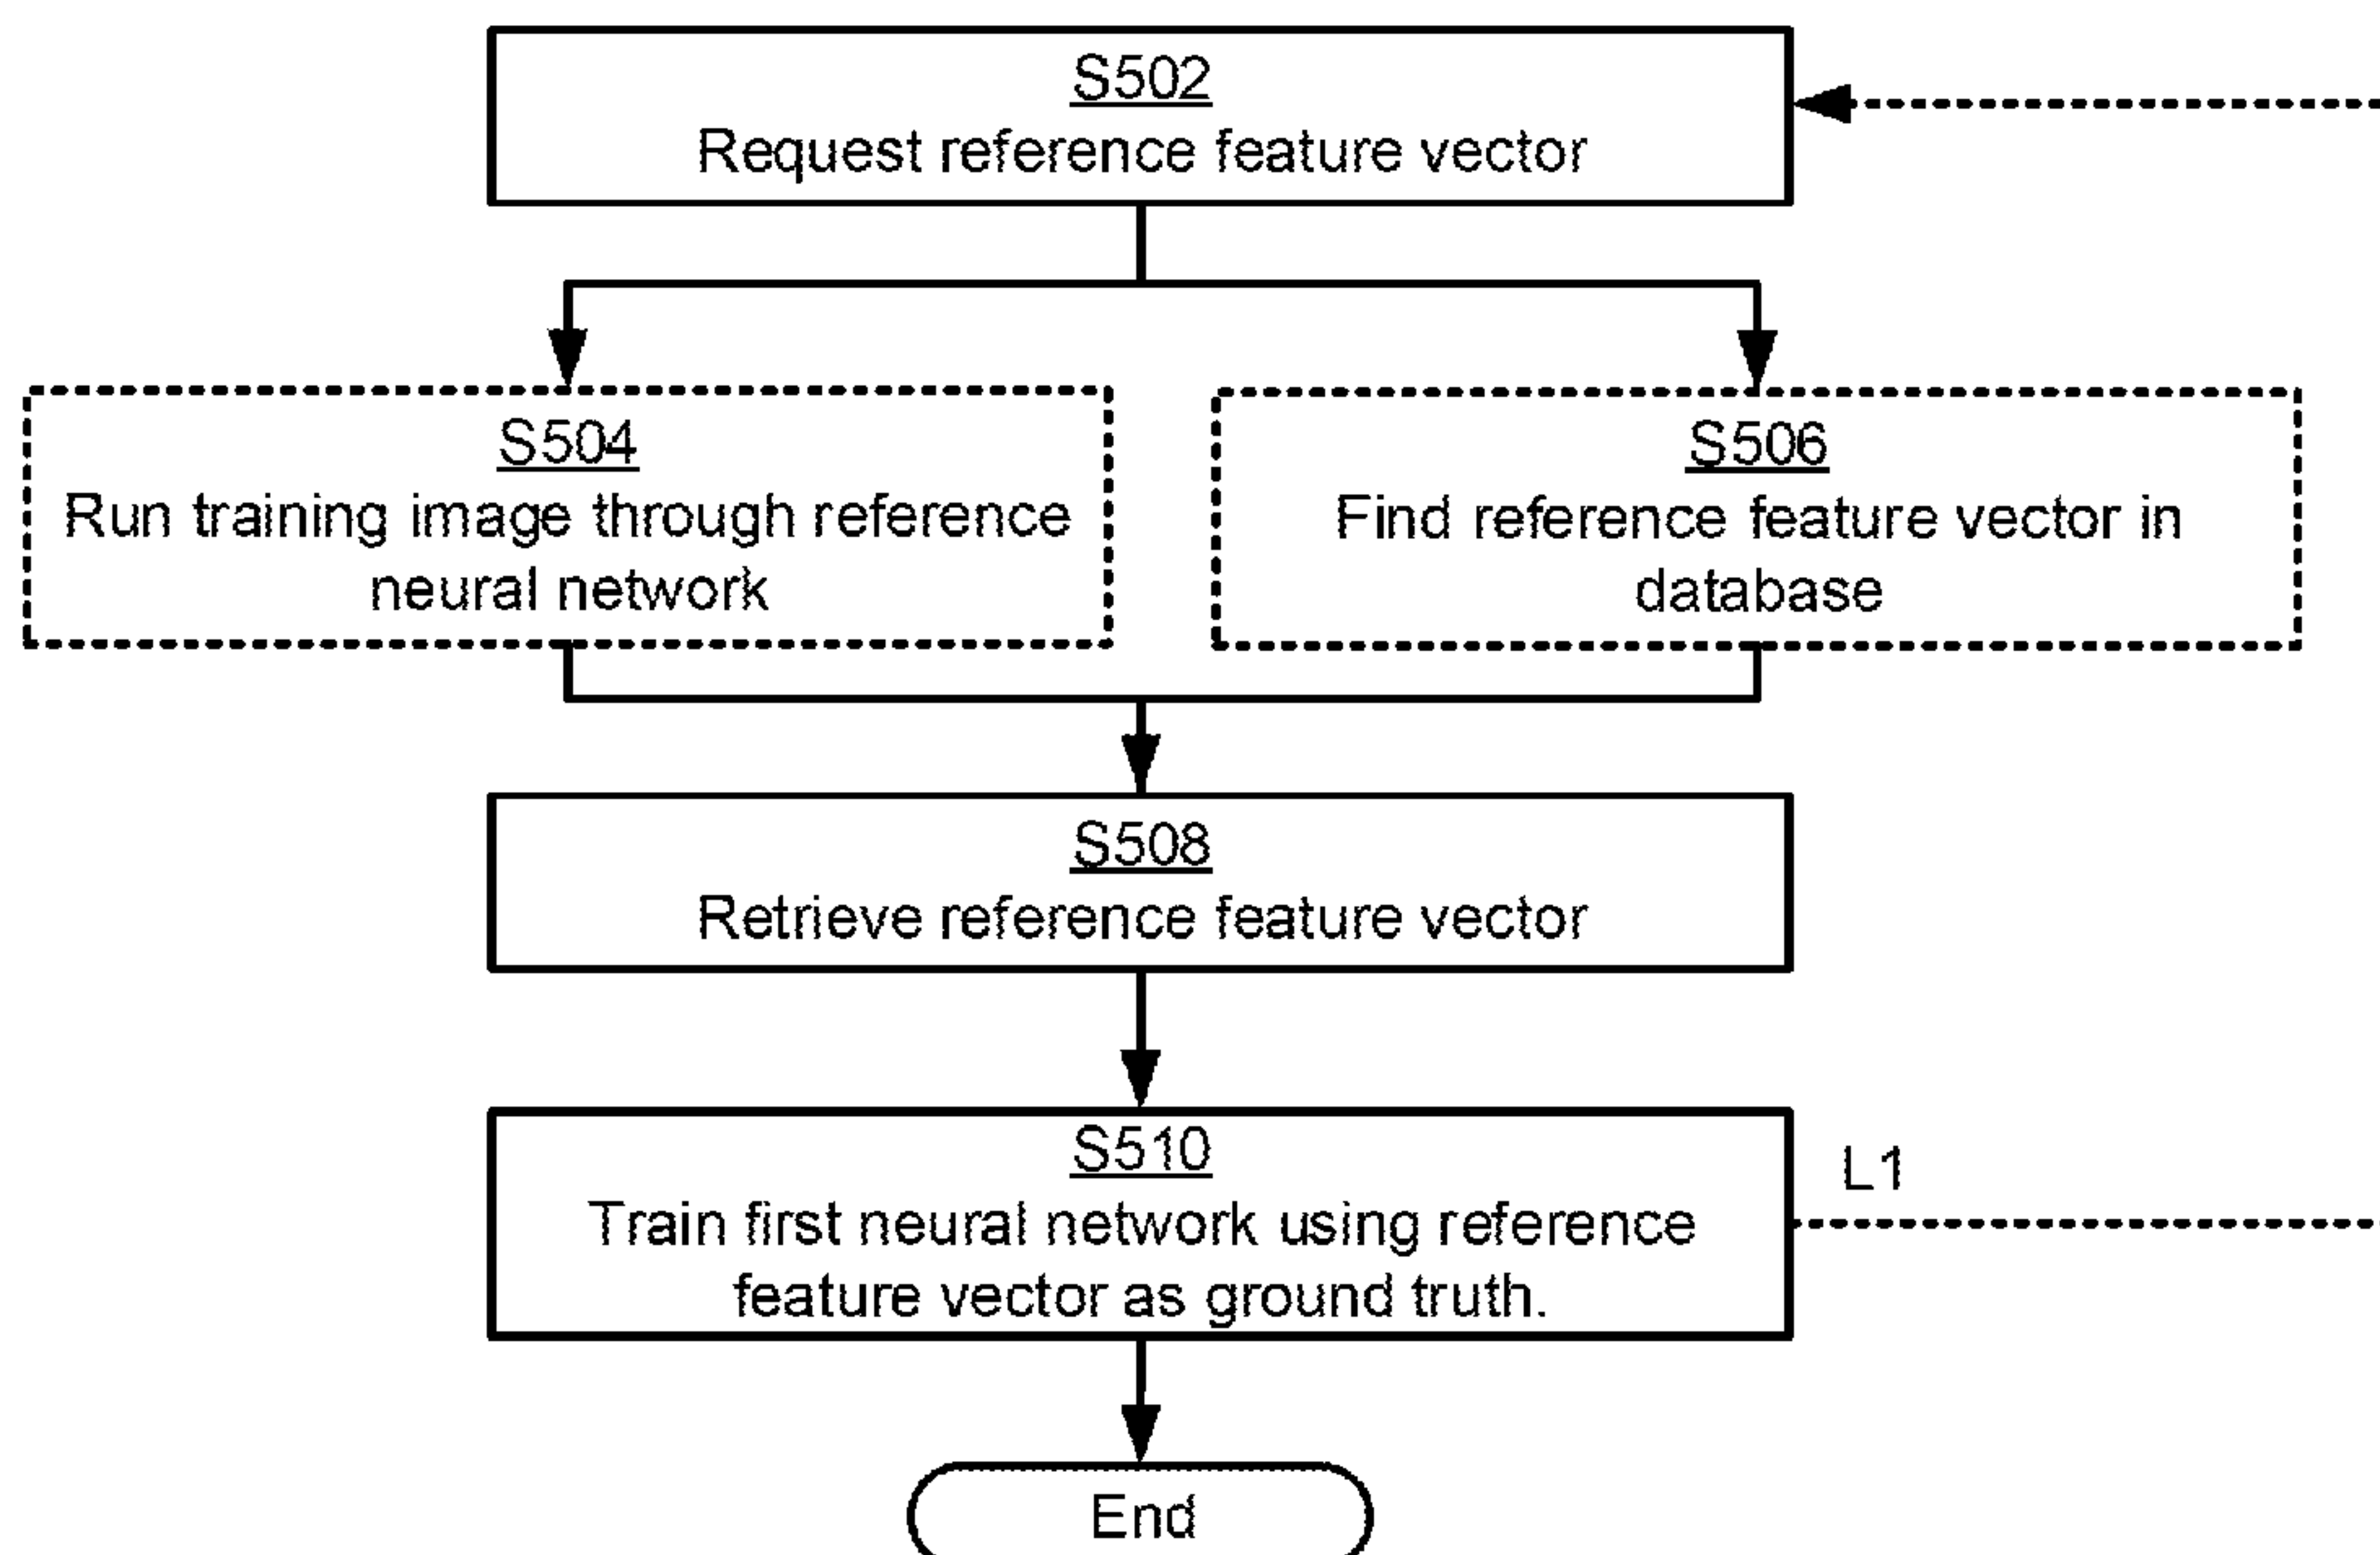 S502
Request reference feature vector
S504
Run training image through reference
neural network
S506
Find reference feature vector in
database
S508
Retrieve reference feature vector
S510
Train first neural network using reference
feature vector as ground truth.
L1
End